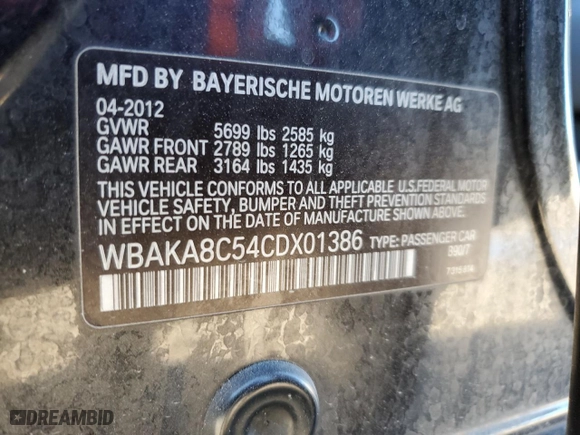 MFD BY BAYERISCHE MOTOREN WERKE AG
04-2012
GVWR 5699 lbs 2585 kg
GAWR FRONT 2789 lbs 1265 kg
GAWR REAR 3164 lbs 1435 kg
THIS VEHICLE CONFORMS TO ALL APPLICABLE U.S.FEDERAL MOTOR
VEHICLE SAFETY, BUMPER AND THEFT PREVENTION STANDARDS
IN EFFECT ON THE DATE OF MANUFACTURE SHOWN ABOVE.
WBAKA8C54CDX01386 TYPE: PASSENGER CAR
DREAMBID